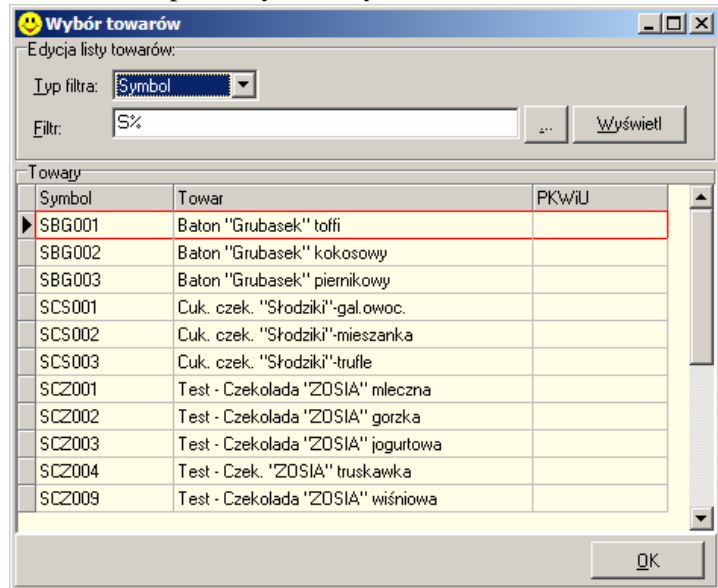 Wybór towarów
Edycja listy towarów:
Typ filtra: Symbol
Filtr: S% ... Wyświetl
Towary
Symbol Towar PKWiU
SBG001 Baton "Grubasek" toffi
SBG002 Baton "Grubasek" kokosowy
SBG003 Baton "Grubasek" piernikowy
SCS001 Cuk. czek. "Słodziki"-gal.owoc.
SCS002 Cuk. czek. "Słodziki"-mieszanka
SCS003 Cuk. czek. "Słodziki"-trufle
SCZ001 Test - Czekolada "ZOSIA" mleczna
SCZ002 Test - Czekolada "ZOSIA" gorzka
SCZ003 Test - Czekolada "ZOSIA" jogurtowa
SCZ004 Test - Czek. "ZOSIA" truskawka
SCZ009 Test - Czekolada "ZOSIA" wiśniowa
OK